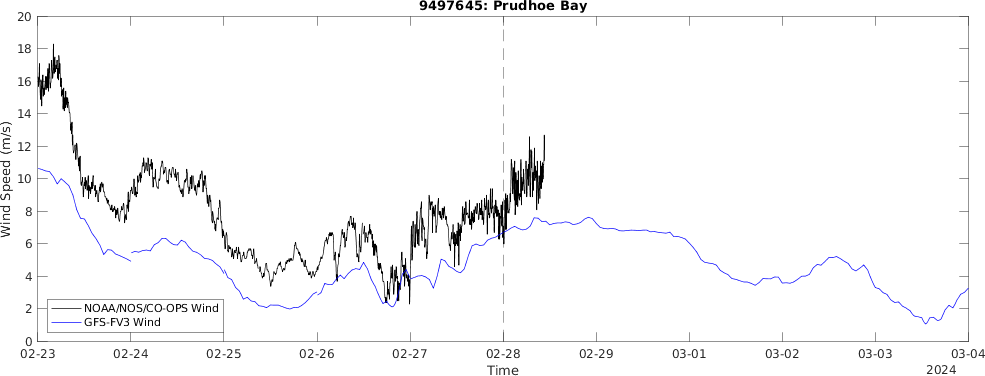 9497645: Prudhoe Bay
20
18
16
14
12
10
8
6
4
2
0
Wind Speed (m/s)
NOAA/NOS/CO-OPS Wind
GFS-FV3 Wind
02-23 02-24 02-25 02-26 02-27 02-28 02-29 03-01 03-02 03-03 03-04
Time
2024